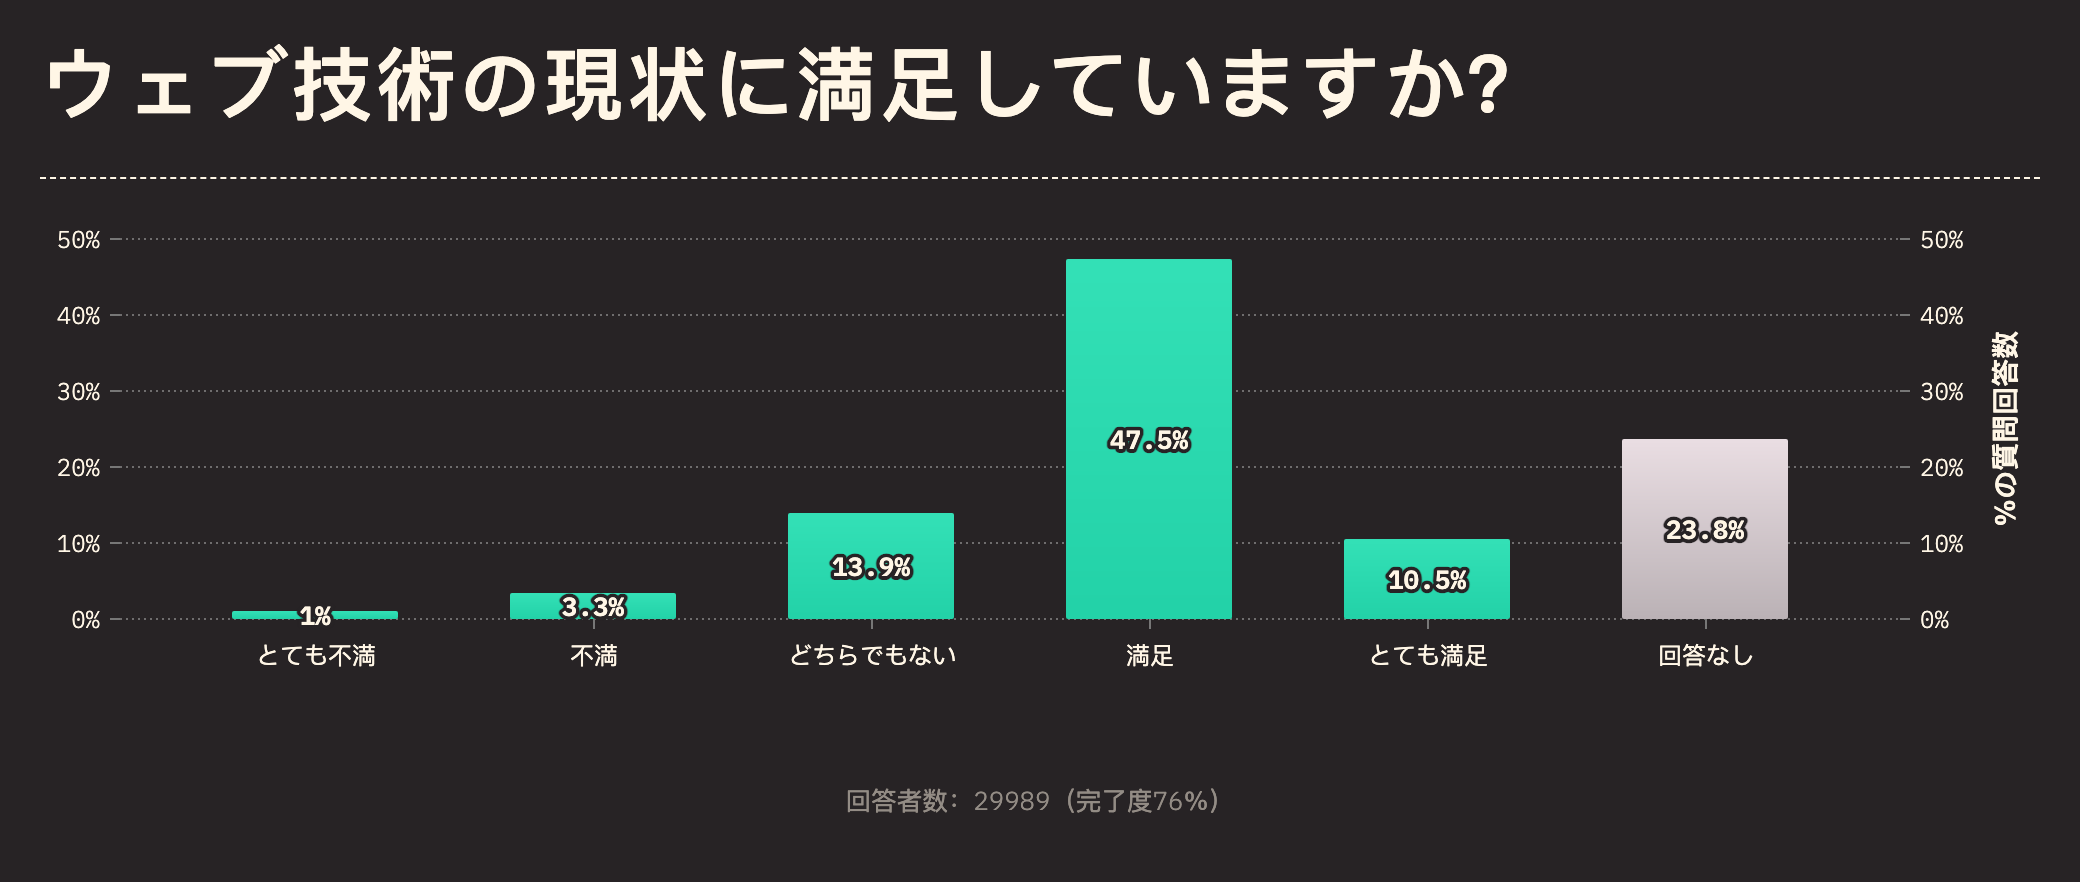 ウェブ技術の現状に満足していますか?
50% 50%
40% 40%
30% 30%
20% 20%
10% 10%
0% 0%
%の質問回答数
1% 3.3% 13.9% 47.5% 10.5% 23.8%
とても不満 不満 どちらでもない 満足 とても満足 回答なし
回答者数: 29989 (完了度76%)